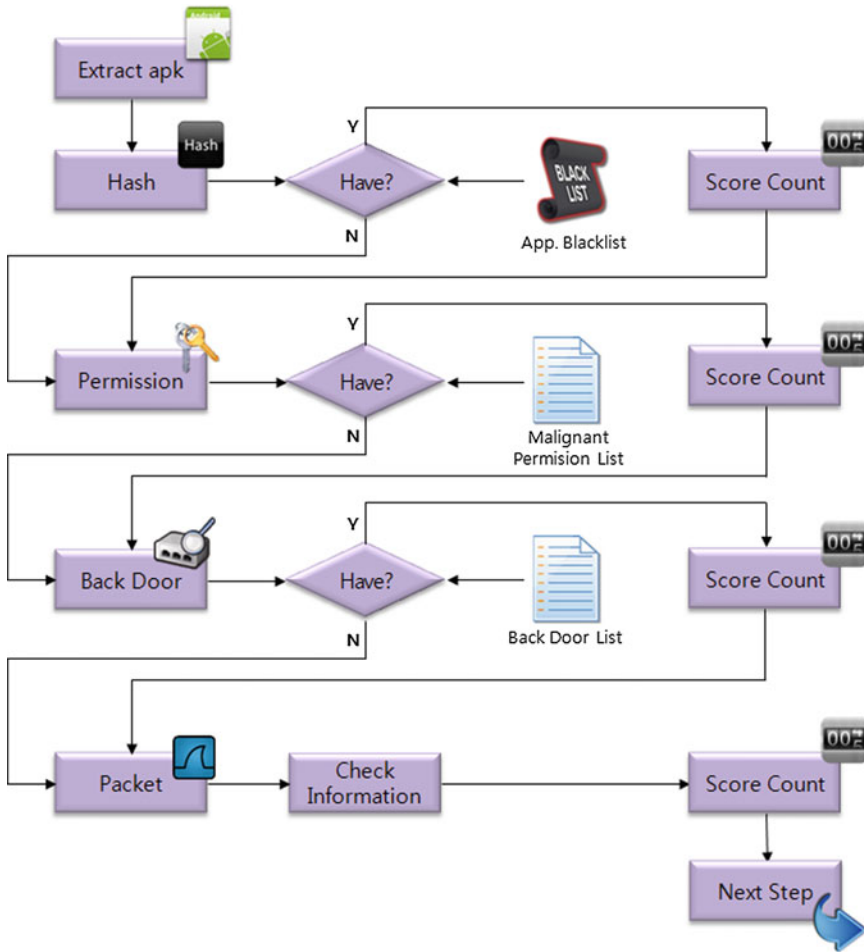 Android
Extract apk
Hash
Hash
Y
Have?
N
BLACK
LIST
App. Blacklist
Score Count
Permission
Y
Have?
N
Malignant
Permision List
Score Count
Back Door
Y
Have?
N
Back Door List
Score Count
Packet
Check
Information
Score Count
Next Step